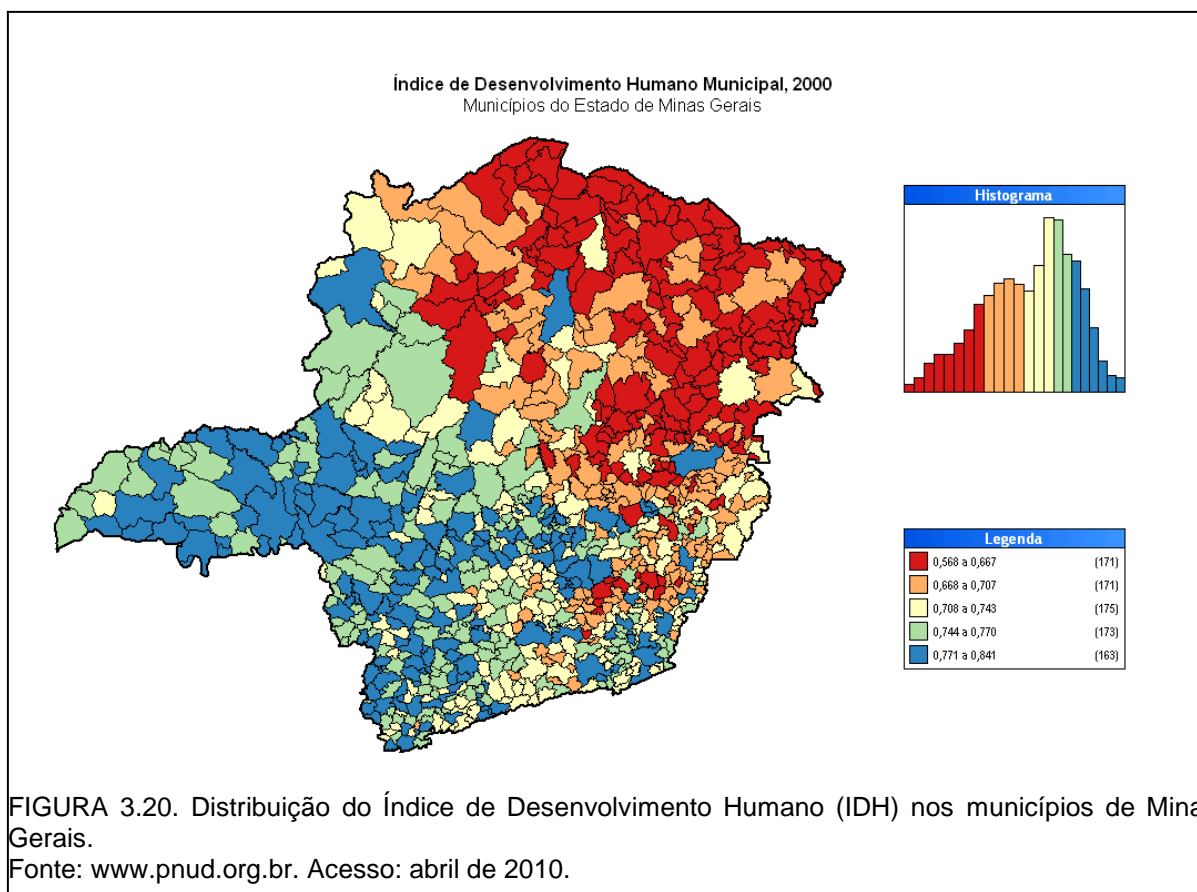 Índice de Desenvolvimento Humano Municipal, 2000
Municípios do Estado de Minas Gerais
Histograma
Legenda
0,568 a 0,667 (171)
0,668 a 0,707 (171)
0,708 a 0,743 (175)
0,744 a 0,770 (173)
0,771 a 0,841 (163)
FIGURA 3.20. Distribuição do Índice de Desenvolvimento Humano (IDH) nos municípios de Mina
Gerais.
Fonte: www.pnud.org.br. Acesso: abril de 2010.